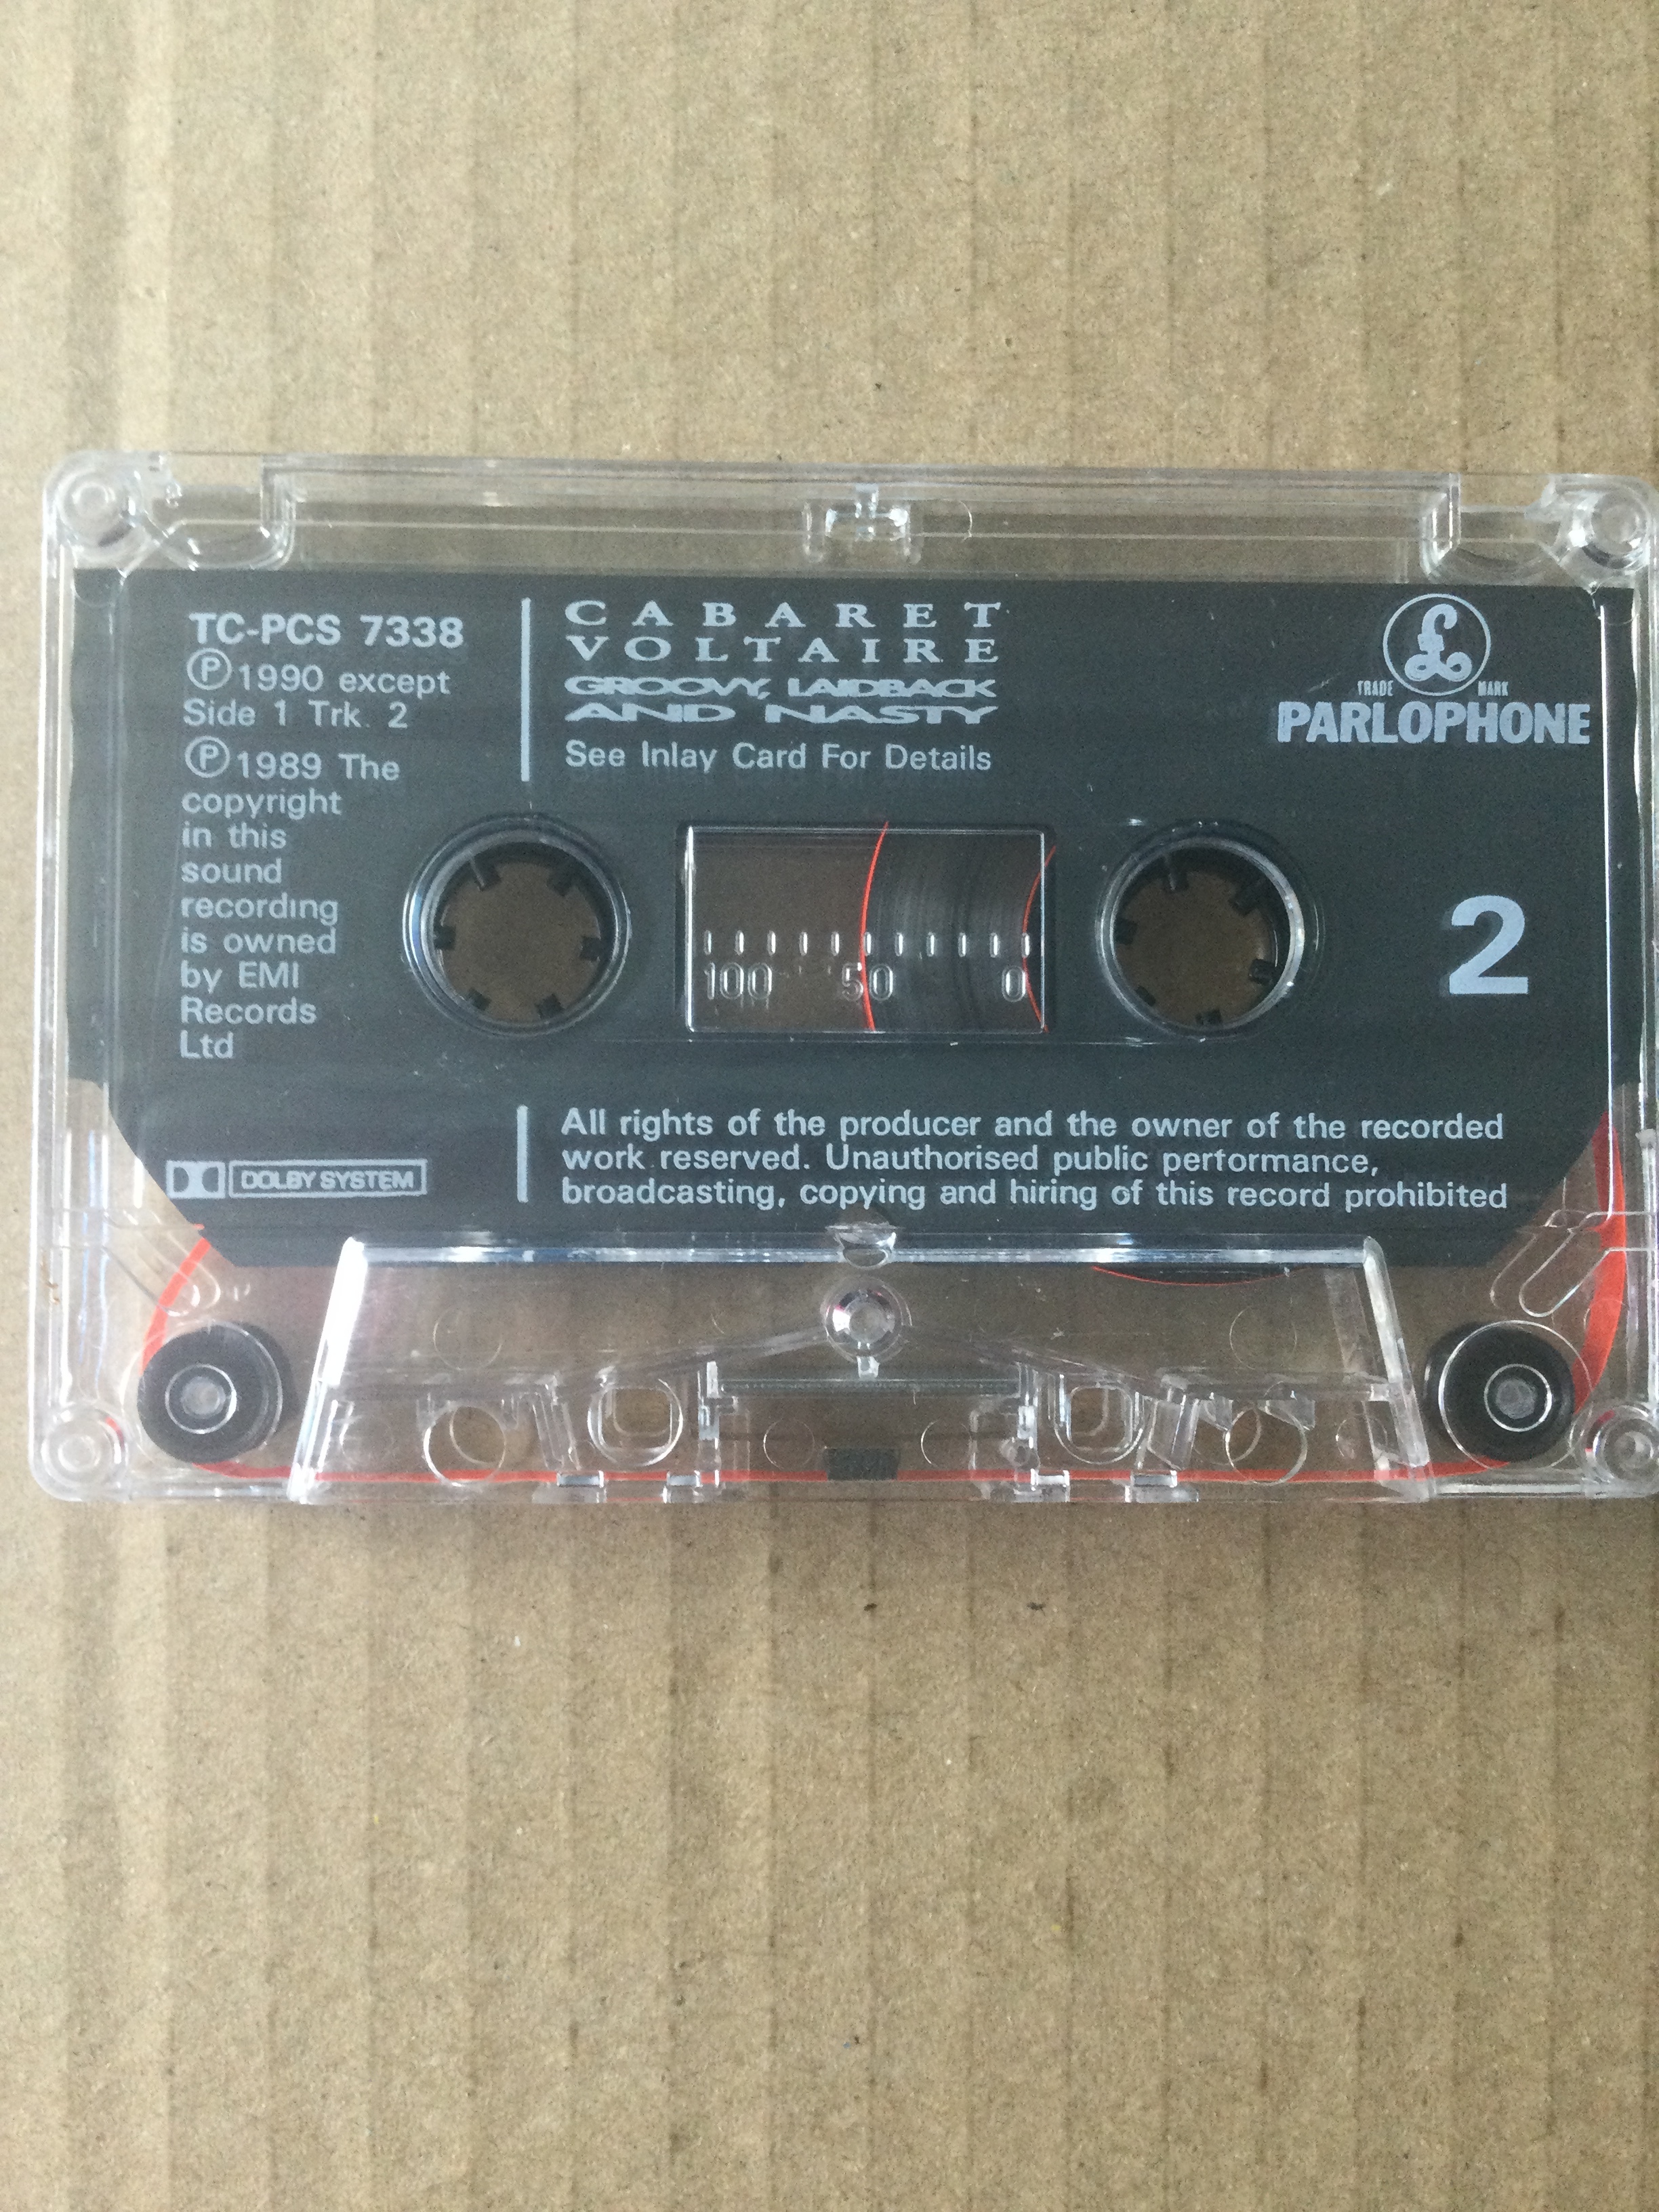 TC-PCS 7338
Ⓟ1990 except
Side 1 Trk. 2
Ⓟ1989 The
copyright
in this
sound
recording
is owned
by EMI
Records
Ltd
CABARET
VOLTAIRE
GROOVY, LAIDBACK
AND NASTY
See Inlay Card For Details
£
TRADE MARK
PARLOPHONE
100 50 0
2
DOLBY SYSTEM
All rights of the producer and the owner of the recorded
work reserved. Unauthorised public performance,
broadcasting, copying and hiring of this record prohibited